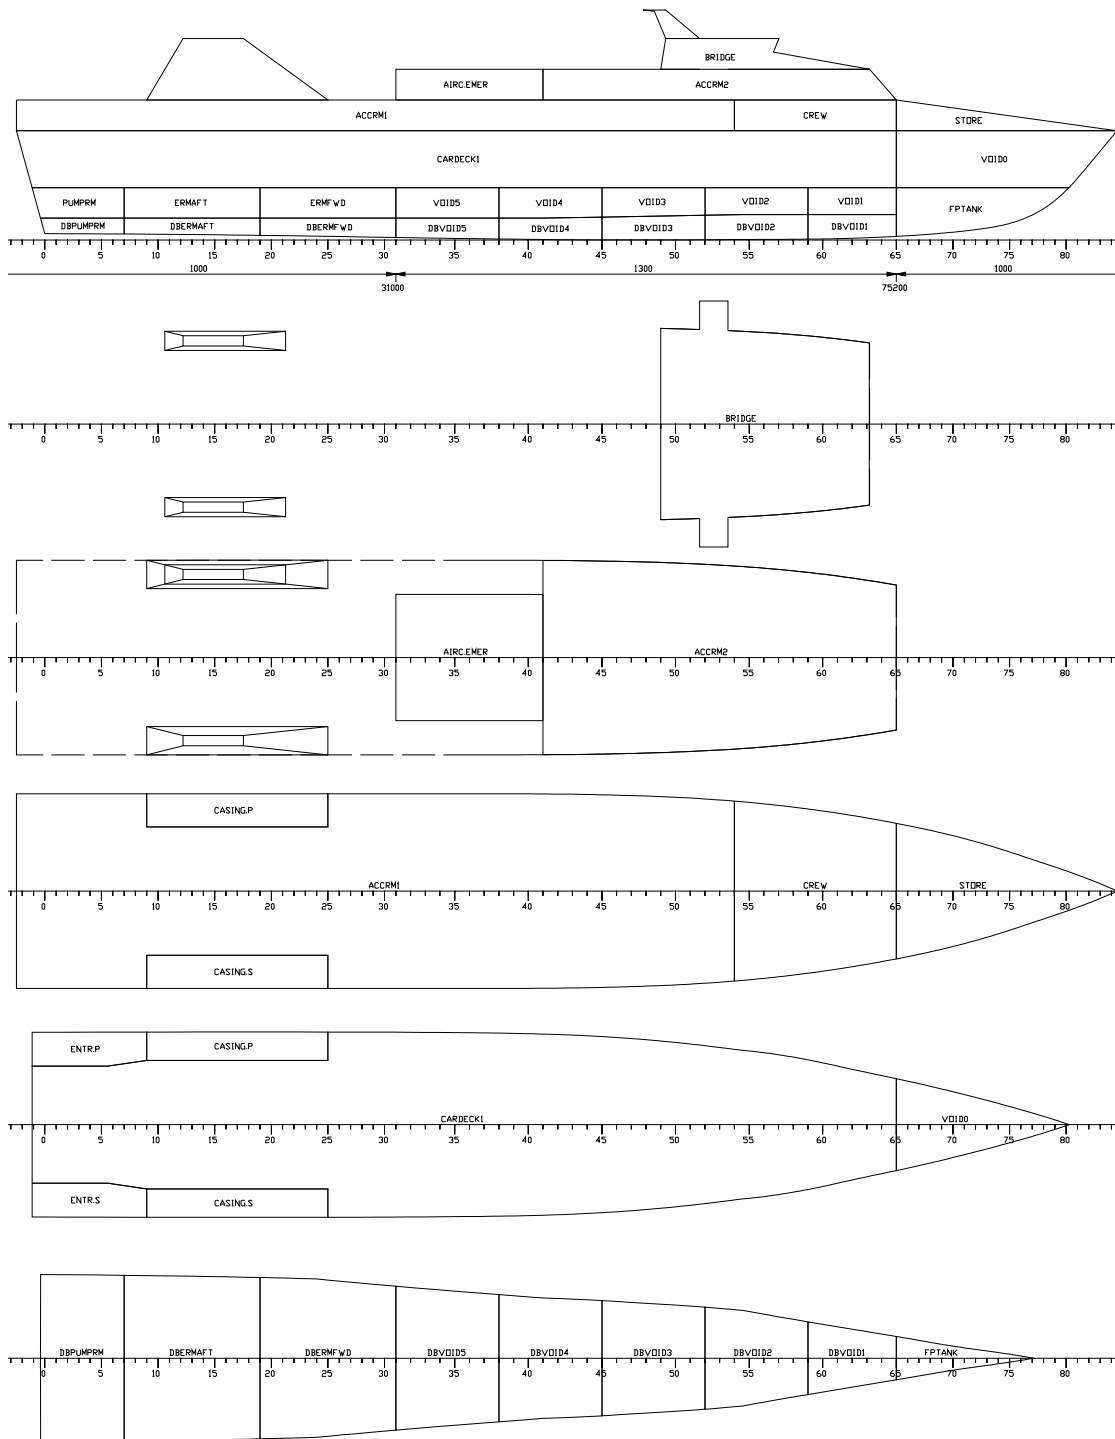 BRIDGE
AIRC.EMER ACCRM2
ACCRM1 CREW STORE
CARDECK1 VOID0
PUMPRM ERMAFT ERMFWD VOID5 VOID4 VOID3 VOID2 VOID1 FPTANK
DBPUMPRM DBERMAFT DBERMFWD DBVOID5 DBVOID4 DBVOID3 DBVOID2 DBVOID1
0 5 10 15 20 25 30 35 40 45 50 55 60 65 70 75 80
1000 1300 1000
31000 75200
BRIDGE
0 5 10 15 20 25 30 35 40 45 50 55 60 65 70 75 80
AIRC.EMER ACCRM2
0 5 10 15 20 25 30 35 40 45 50 55 60 65 70 75 80
CASING.P
ACCRM1 CREW STORE
0 5 10 15 20 25 30 35 40 45 50 55 60 65 70 75 80
CASING.S
ENTR.P CASING.P
CARDECK1 VOID0
0 5 10 15 20 25 30 35 40 45 50 55 60 65 70 75 80
ENTR.S CASING.S
DBPUMPRM DBERMAFT DBERMFWD DBVOID5 DBVOID4 DBVOID3 DBVOID2 DBVOID1 FPTANK
0 5 10 15 20 25 30 35 40 45 50 55 60 65 70 75 80